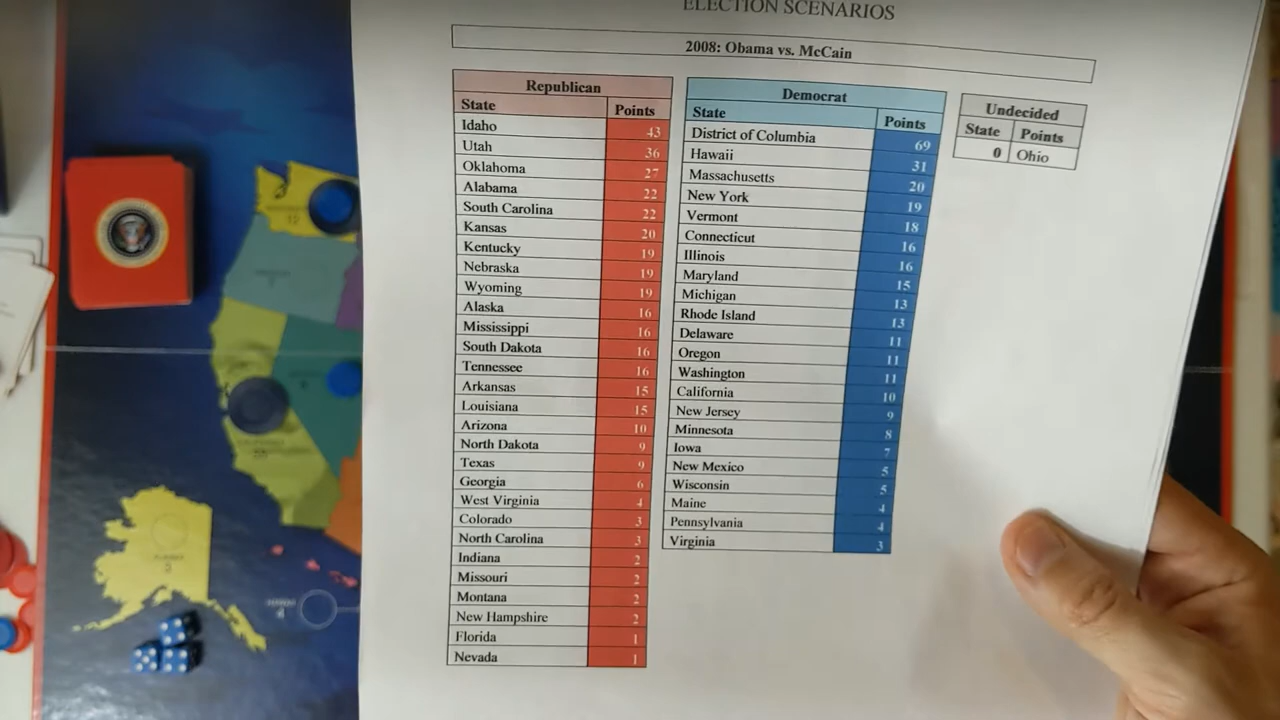 ELECTION SCENARIOS
2008: Obama vs. McCain
Republican
State Points
Idaho 43
Utah 36
Oklahoma 27
Alabama 22
South Carolina 22
Kansas 20
Kentucky 19
Nebraska 19
Wyoming 19
Alaska 16
Mississippi 16
South Dakota 16
Tennessee 16
Arkansas 15
Louisiana 15
Arizona 10
North Dakota 9
Texas 9
Georgia 6
West Virginia 4
Colorado 3
North Carolina 3
Indiana 2
Missouri 2
Montana 2
New Hampshire 2
Florida 1
Nevada 1
Democrat
State Points
District of Columbia 69
Hawaii 31
Massachusetts 20
New York 19
Vermont 18
Connecticut 16
Illinois 16
Maryland 15
Michigan 13
Rhode Island 13
Delaware 11
Oregon 11
Washington 11
California 10
New Jersey 9
Minnesota 8
Iowa 7
New Mexico 5
Wisconsin 5
Maine 4
Pennsylvania 4
Virginia 3
Undecided
State Points
0 Ohio
12
3
4